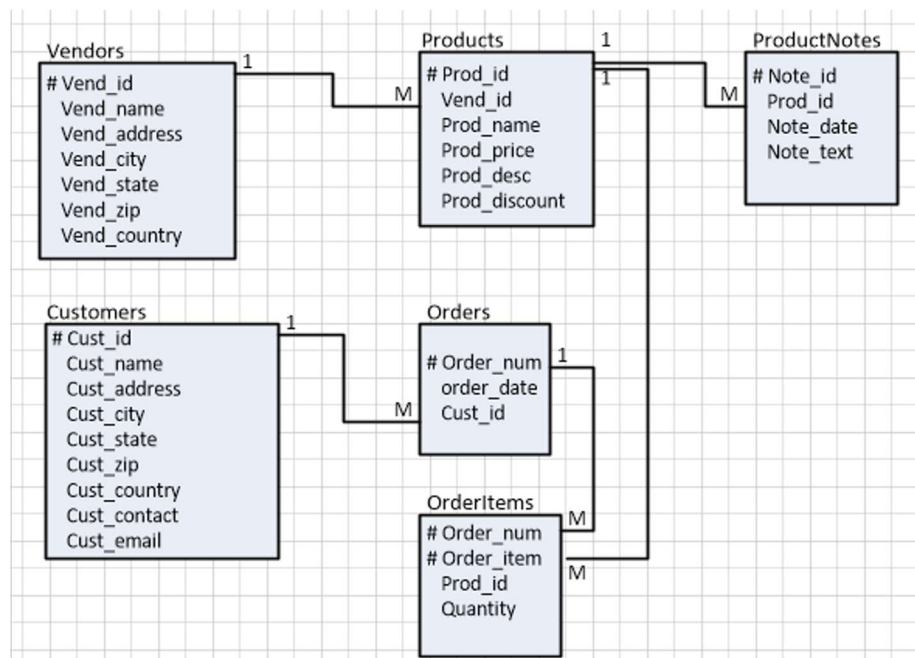 Vendors
# Vend_id
Vend_name
Vend_address
Vend_city
Vend_state
Vend_zip
Vend_country
1
M
Products
# Prod_id
Vend_id
Prod_name
Prod_price
Prod_desc
Prod_discount
1
1
M
ProductNotes
# Note_id
Prod_id
Note_date
Note_text
Customers
# Cust_id
Cust_name
Cust_address
Cust_city
Cust_state
Cust_zip
Cust_country
Cust_contact
Cust_email
1
M
Orders
# Order_num
order_date
Cust_id
1
M
OrderItems
# Order_num
# Order_item
Prod_id
Quantity
M